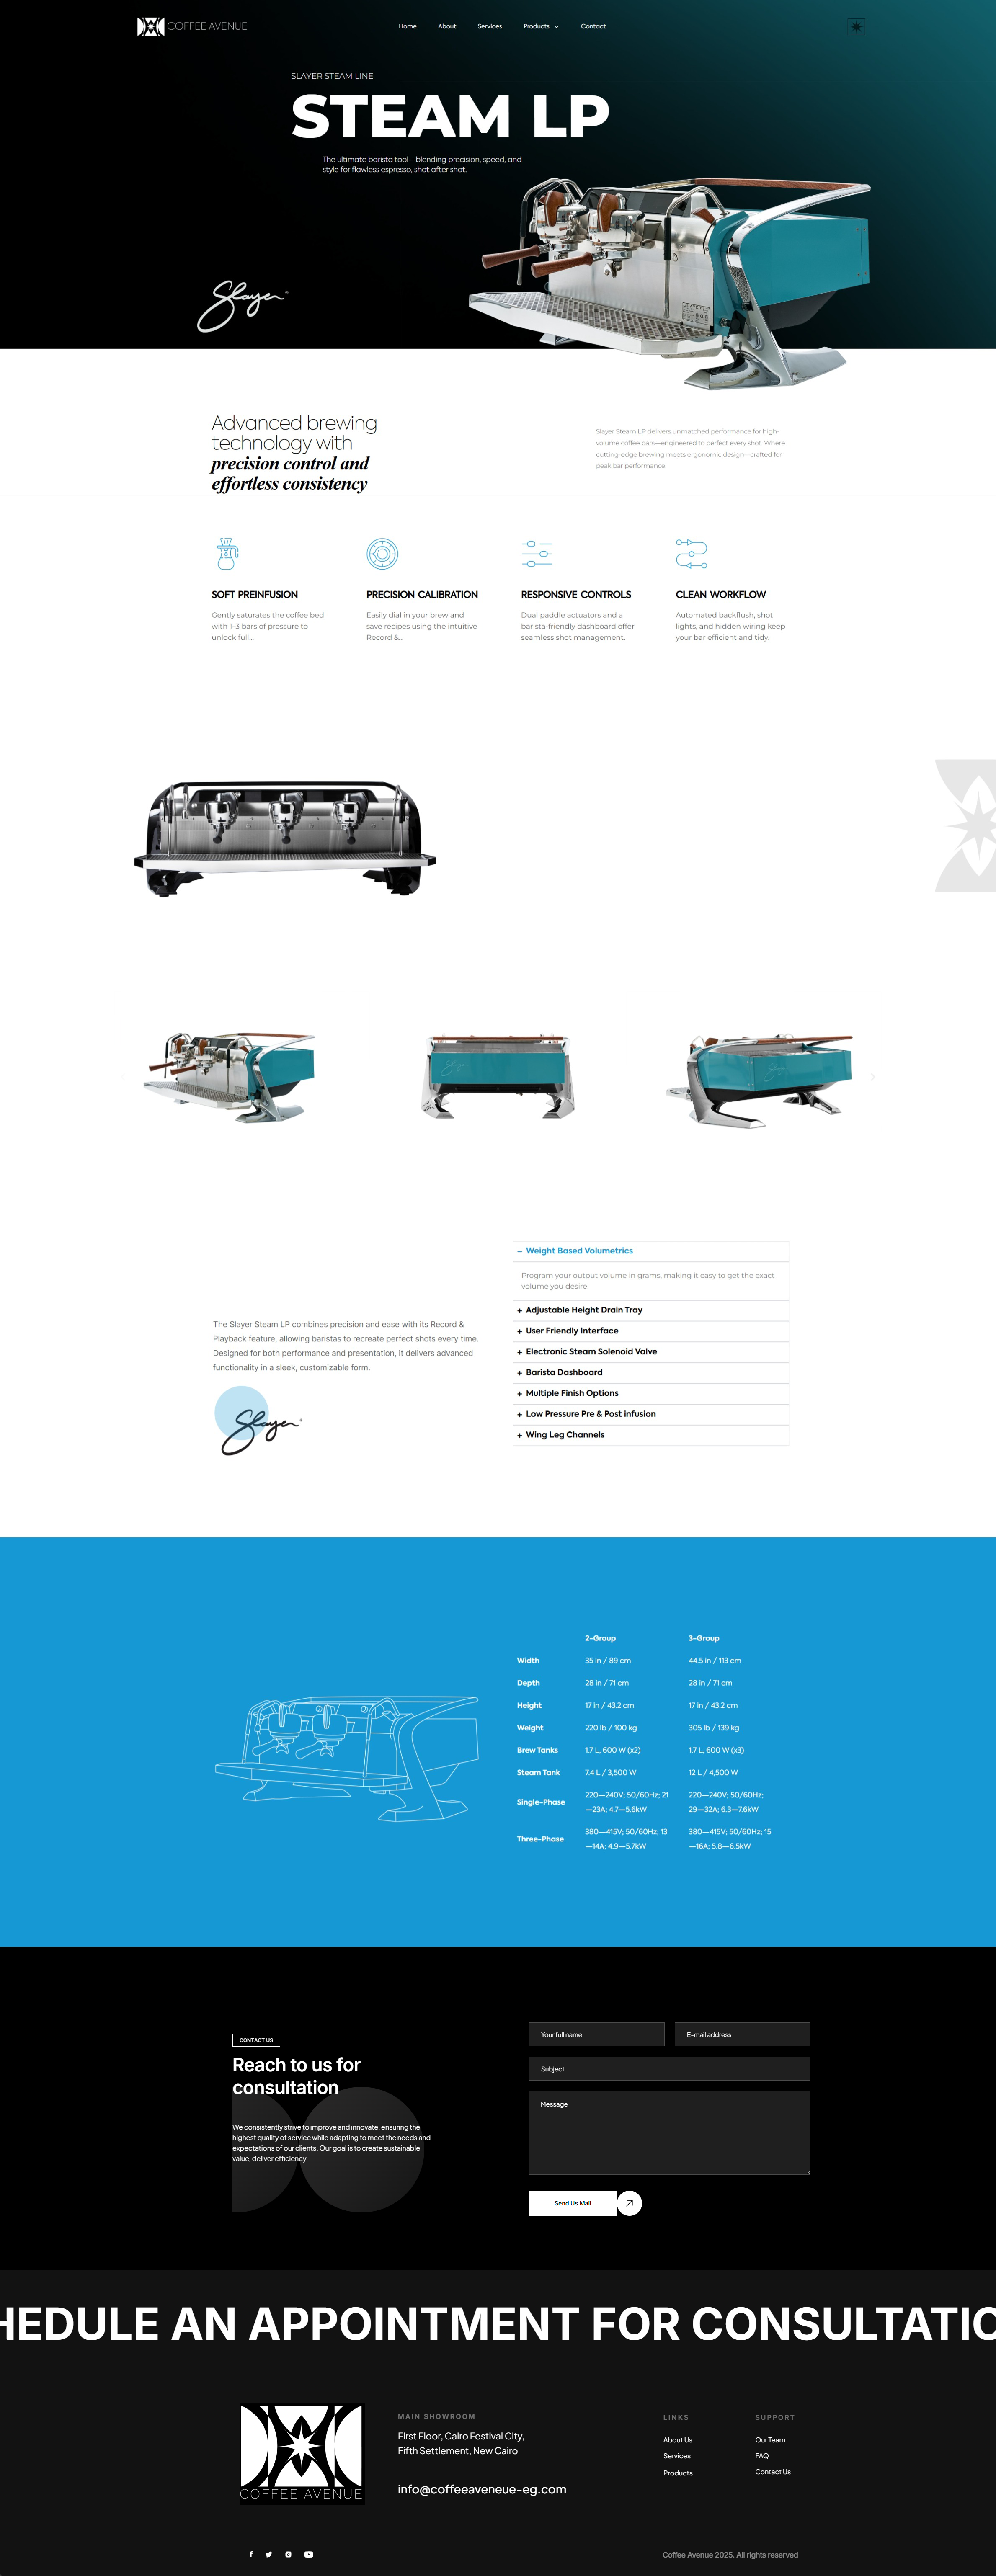 COFFEE AVENUE
Home About Services Products Contact
SLAYER STEAM LINE
STEAM LP
The ultimate barista tool—blending precision, speed, and
style for flawless espresso, shot after shot.
Slayer
Advanced brewing
technology with
precision control and
effortless consistency
Slayer Steam LP delivers unmatched performance for high-
volume coffee bars—engineered to perfect every shot. Where
cutting-edge brewing meets ergonomic design—crafted for
peak bar performance.
SOFT PREINFUSION
Gently saturates the coffee bed
with 1-3 bars of pressure to
unlock full...
PRECISION CALIBRATION
Easily dial in your brew and
save recipes using the intuitive
Record &...
RESPONSIVE CONTROLS
Dual paddle actuators and a
barista-friendly dashboard offer
seamless shot management.
CLEAN WORKFLOW
Automated backflush, shot
lights, and hidden wiring keep
your bar efficient and tidy.
The Slayer Steam LP combines precision and ease with its Record &
Playback feature, allowing baristas to recreate perfect shots every time.
Designed for both performance and presentation, it delivers advanced
functionality in a sleek, customizable form.
Slayer
– Weight Based Volumetrics
Program your output volume in grams, making it easy to get the exact
volume you desire.
+ Adjustable Height Drain Tray
+ User Friendly Interface
+ Electronic Steam Solenoid Valve
+ Barista Dashboard
+ Multiple Finish Options
+ Low Pressure Pre & Post infusion
+ Wing Leg Channels
2-Group 3-Group
Width 35 in / 89 cm 44.5 in / 113 cm
Depth 28 in / 71 cm 28 in / 71 cm
Height 17 in / 43.2 cm 17 in / 43.2 cm
Weight 220 lb / 100 kg 305 lb / 139 kg
Brew Tanks 1.7 L, 600 W (x2) 1.7 L, 600 W (x3)
Steam Tank 7.4 L / 3,500 W 12 L / 4,500 W
Single-Phase 220—240V; 50/60Hz; 21
—23A; 4.7—5.6kW
220—240V; 50/60Hz;
29—32A; 6.3—7.6kW
Three-Phase 380—415V; 50/60Hz; 13
—14A; 4.9—5.7kW
380—415V; 50/60Hz; 15
—16A; 5.8—6.5kW
CONTACT US
Reach to us for
consultation
We consistently strive to improve and innovate, ensuring the
highest quality of service while adapting to meet the needs and
expectations of our clients. Our goal is to create sustainable
value, deliver efficiency
Your full name
E-mail address
Subject
Message
Send Us Mail
HEDULE AN APPOINTMENT FOR CONSULTATIO
COFFEE AVENUE
MAIN SHOWROOM
First Floor, Cairo Festival City,
Fifth Settlement, New Cairo
info@coffeeaveneue-eg.com
LINKS
About Us
Services
Products
SUPPORT
Our Team
FAQ
Contact Us
Coffee Avenue 2025. All rights reserved